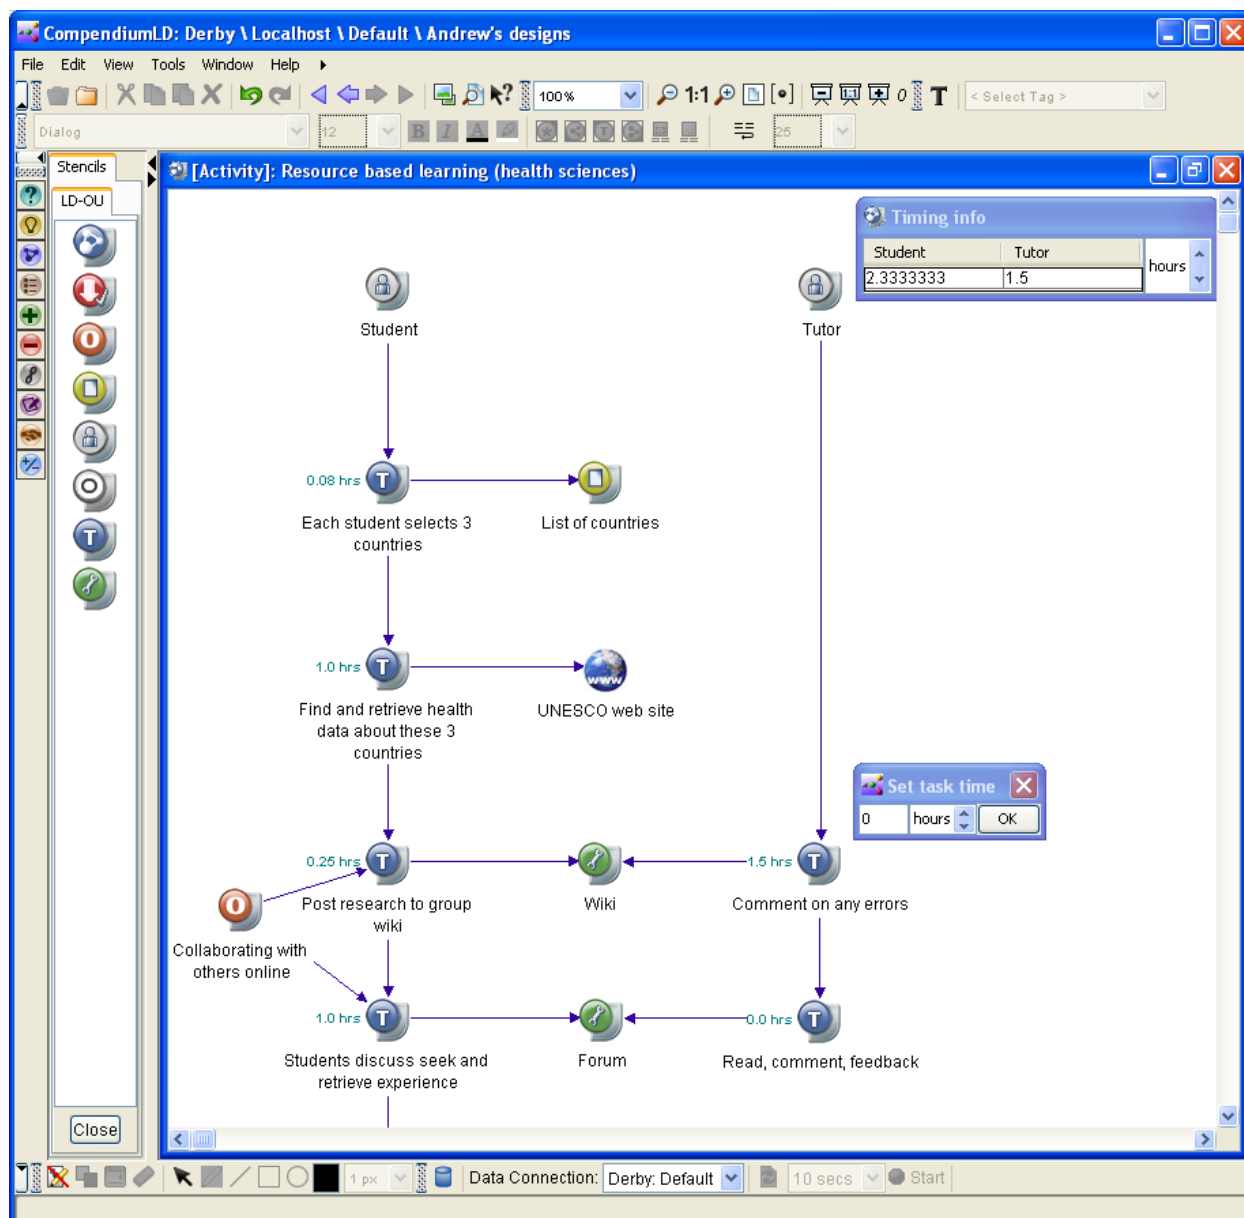 CompendiumLD: Derby \ Localhost \ Default \ Andrew's designs
File Edit View Tools Window Help
100% 1:1 0 T < Select Tag >
Dialog 12 B I A 25
Stencils
LD-OU
[Activity]: Resource based learning (health sciences)
Timing info
Student Tutor
2.3333333 1.5 hours
Student
Tutor
0.08 hrs T
Each student selects 3
countries
List of countries
1.0 hrs T
Find and retrieve health
data about these 3
countries
www
UNESCO web site
Set task time
0 hours OK
0.25 hrs T
Post research to group
wiki
Wiki
1.5 hrs T
Comment on any errors
O
Collaborating with
others online
1.0 hrs T
Students discuss seek and
retrieve experience
Forum
0.0 hrs T
Read, comment, feedback
Close
1 px Data Connection: Derby: Default 10 secs Start